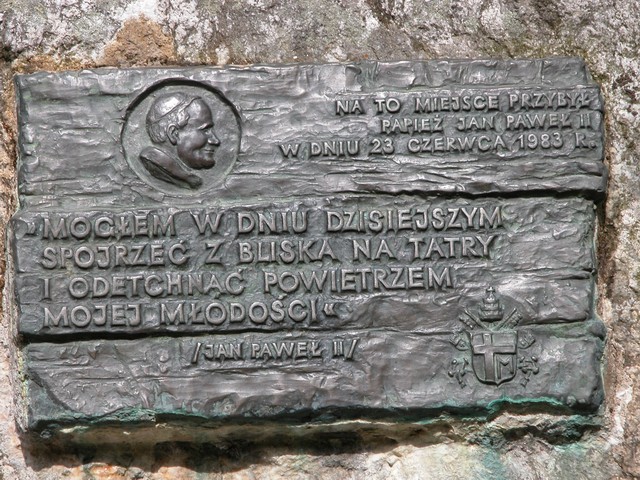 NA TO MIEJSCE PRZYBYŁ
PAPIEŻ JAN PAWEŁ II
W DNIU 23 CZERWCA 1983 R.
»MOGŁEM W DNIU DZISIEJSZYM
SPOJRZEĆ Z BLISKA NA TATRY
I ODETCHNĄĆ POWIETRZEM
MOJEJ MŁODOŚCI«
/JAN PAWEŁ II/